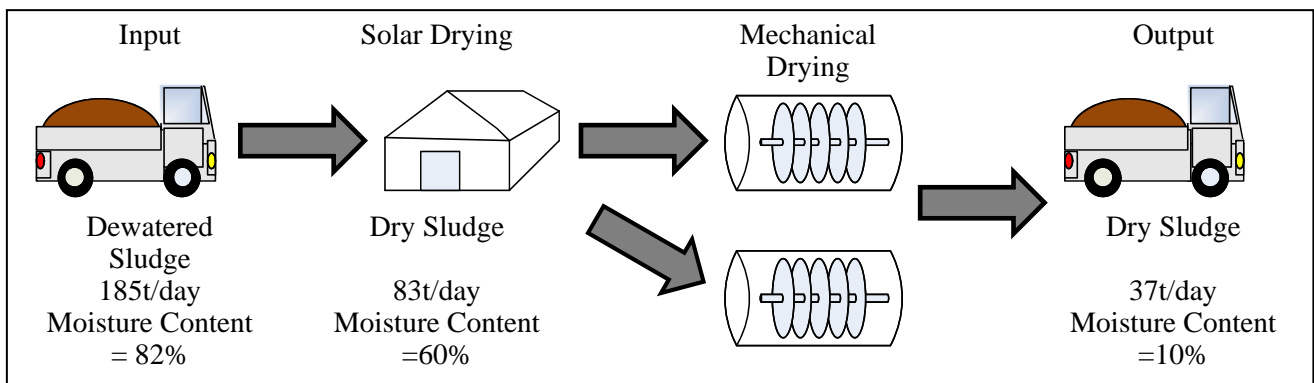 Input
Solar Drying
Mechanical
Drying
Output
Dewatered
Sludge
185t/day
Moisture Content
= 82%
Dry Sludge
83t/day
Moisture Content
=60%
Dry Sludge
37t/day
Moisture Content
=10%